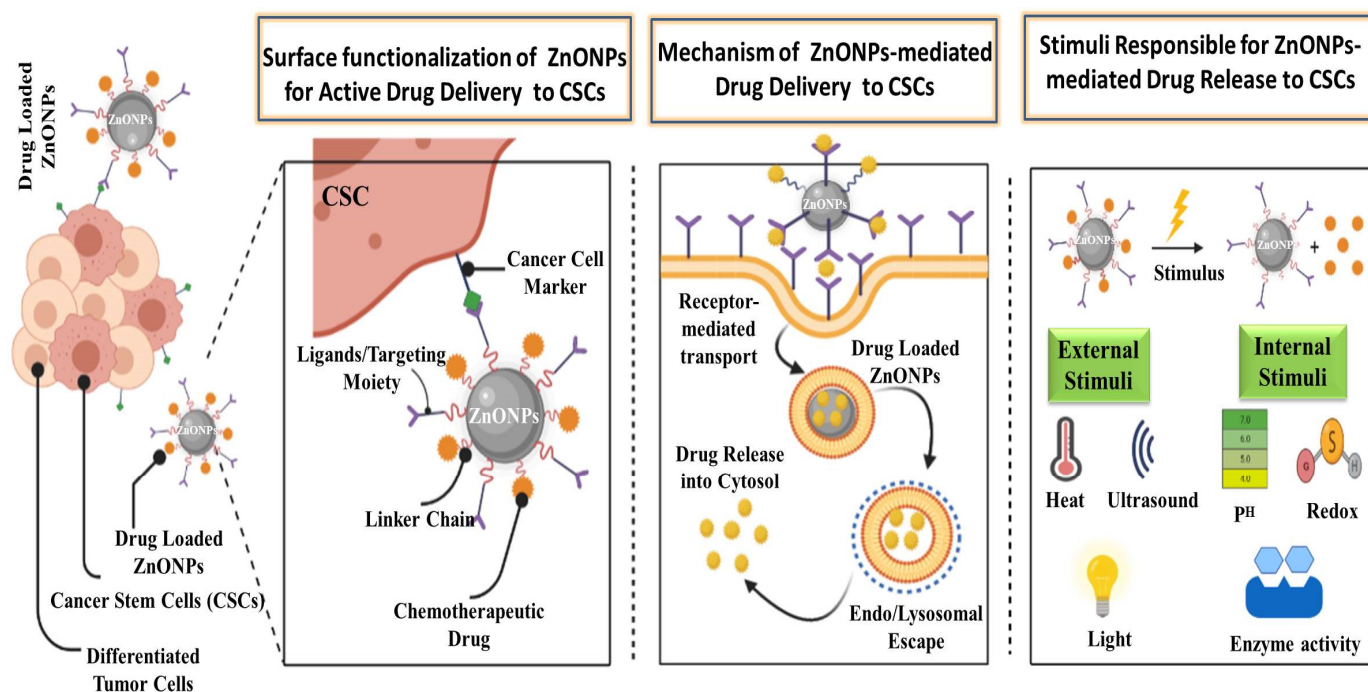 Drug Loaded
ZnONPs
ZnONPs
ZnONPs
Drug Loaded
ZnONPs
Cancer Stem Cells (CSCs)
Differentiated
Tumor Cells
Surface functionalization of ZnONPs
for Active Drug Delivery to CSCs
CSC
Cancer Cell
Marker
Ligands/Targeting
Moiety
ZnONPs
Linker Chain
Chemotherapeutic
Drug
Mechanism of ZnONPs-mediated
Drug Delivery to CSCs
ZnONPs
Receptor-
mediated
transport
Drug Loaded
ZnONPs
Drug Release
into Cytosol
Endo/Lysosomal
Escape
Stimuli Responsible for ZnONPs-
mediated Drug Release to CSCs
ZnONPs
Stimulus
ZnONPs
+
External
Stimuli
Internal
Stimuli
Heat
Ultrasound
7.0
6.0
5.0
4.0
PH
G
S
H
Redox
Light
Enzyme activity